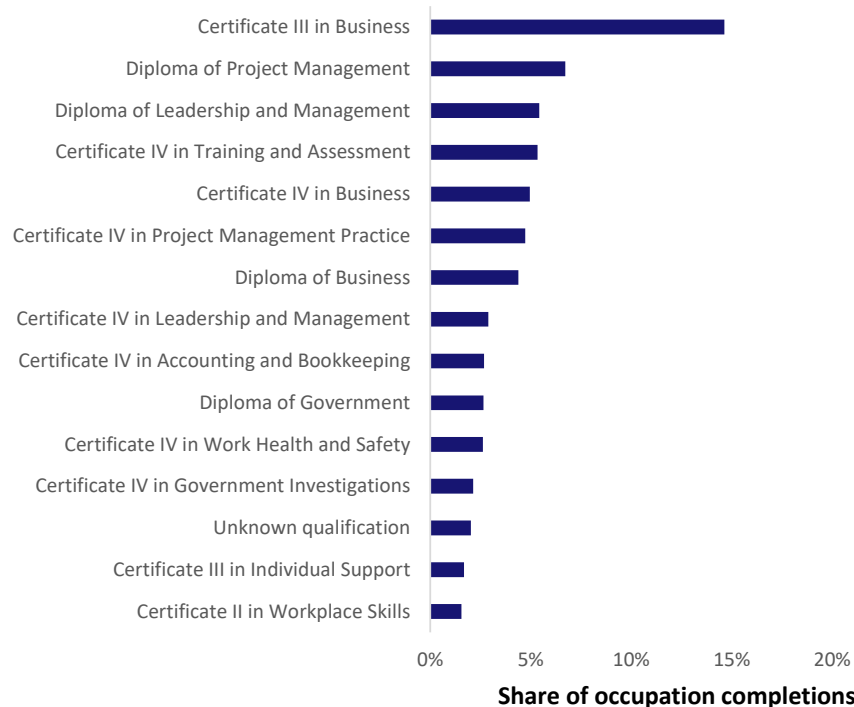 Certificate III in Business
Diploma of Project Management
Diploma of Leadership and Management
Certificate IV in Training and Assessment
Certificate IV in Business
Certificate IV in Project Management Practice
Diploma of Business
Certificate IV in Leadership and Management
Certificate IV in Accounting and Bookkeeping
Diploma of Government
Certificate IV in Work Health and Safety
Certificate IV in Government Investigations
Unknown qualification
Certificate III in Individual Support
Certificate II in Workplace Skills
0% 5% 10% 15% 20%
Share of occupation completions